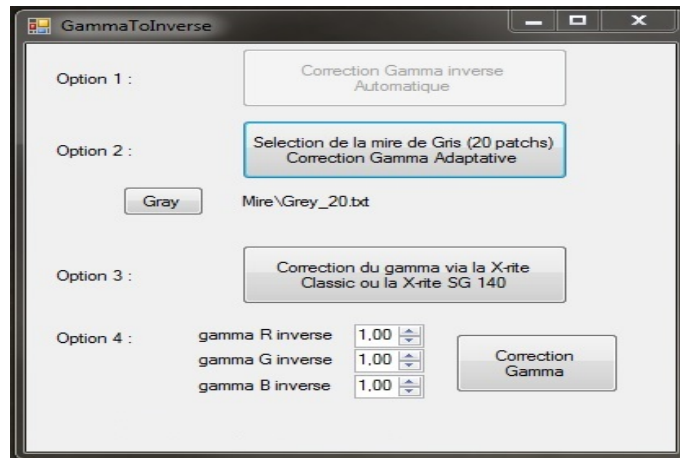 GammaToInverse
Option 1 :
Correction Gamma inverse
Automatique
Option 2 :
Selection de la mire de Gris (20 patchs)
Correction Gamma Adaptative
Gray
Mire\Grey_20.txt
Option 3 :
Correction du gamma via la X-rite
Classic ou la X-rite SG 140
Option 4 :
gamma R inverse 1,00
gamma G inverse 1,00
gamma B inverse 1,00
Correction
Gamma